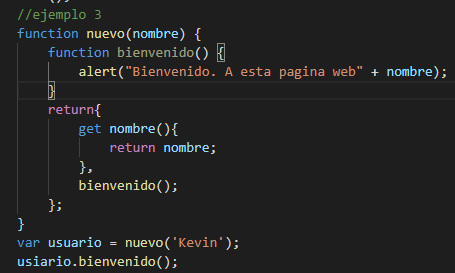 //ejemplo 3
function nuevo(nombre) {
    function bienvenido() {
        alert("Bienvenido. A esta pagina web" + nombre);
    }
    return{
        get nombre(){
            return nombre;
        },
        bienvenido();
    };
}
var usuario = nuevo('Kevin');
usiario.bienvenido();